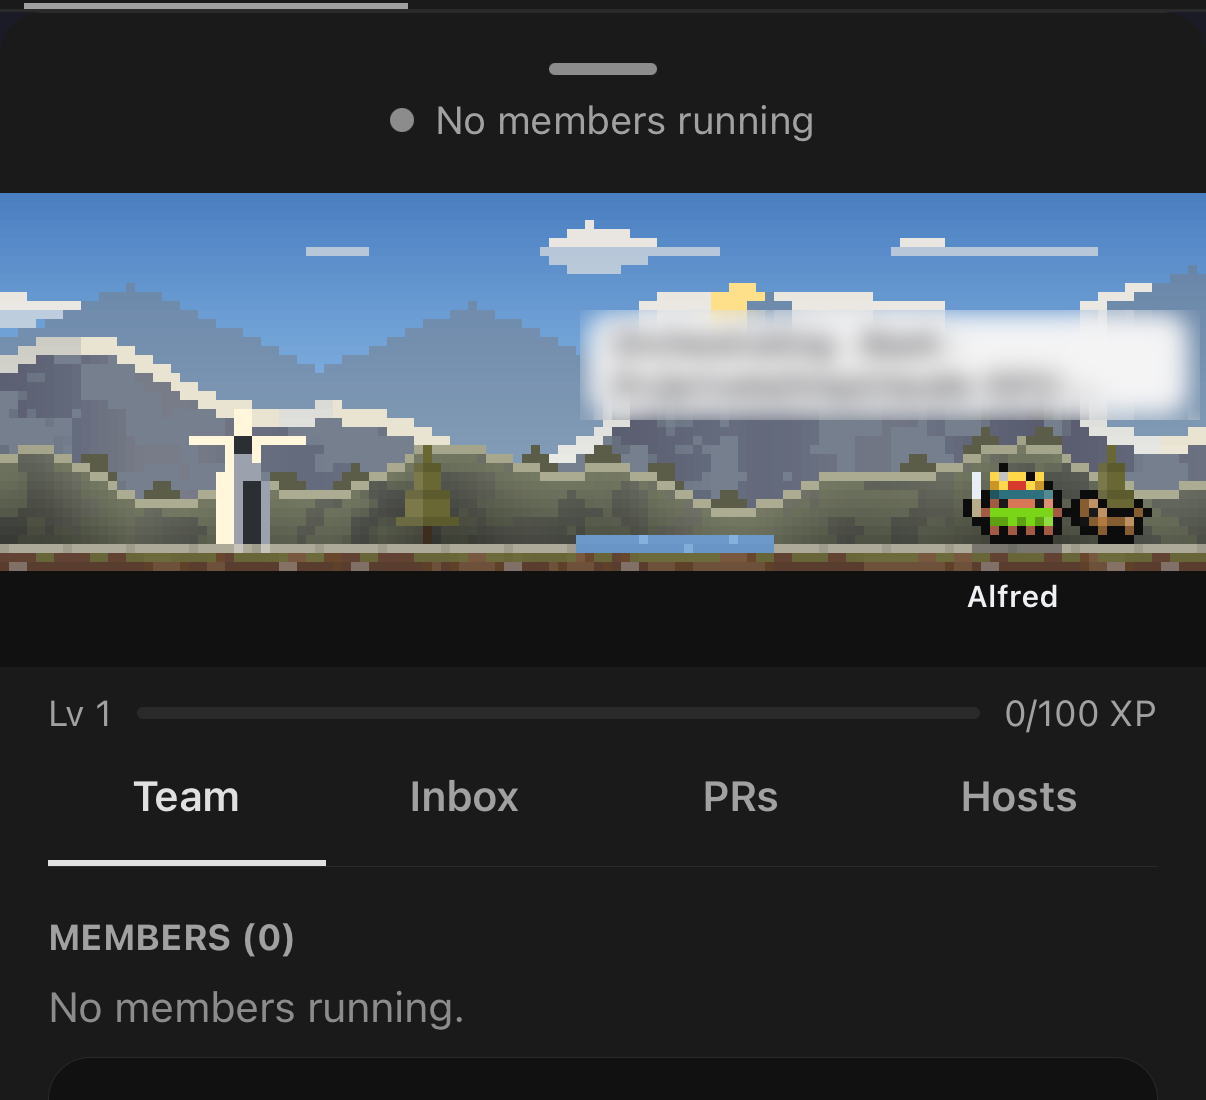 No members running
Alfred
Lv 1
0/100 XP
Team
Inbox
PRs
Hosts
MEMBERS (0)
No members running.